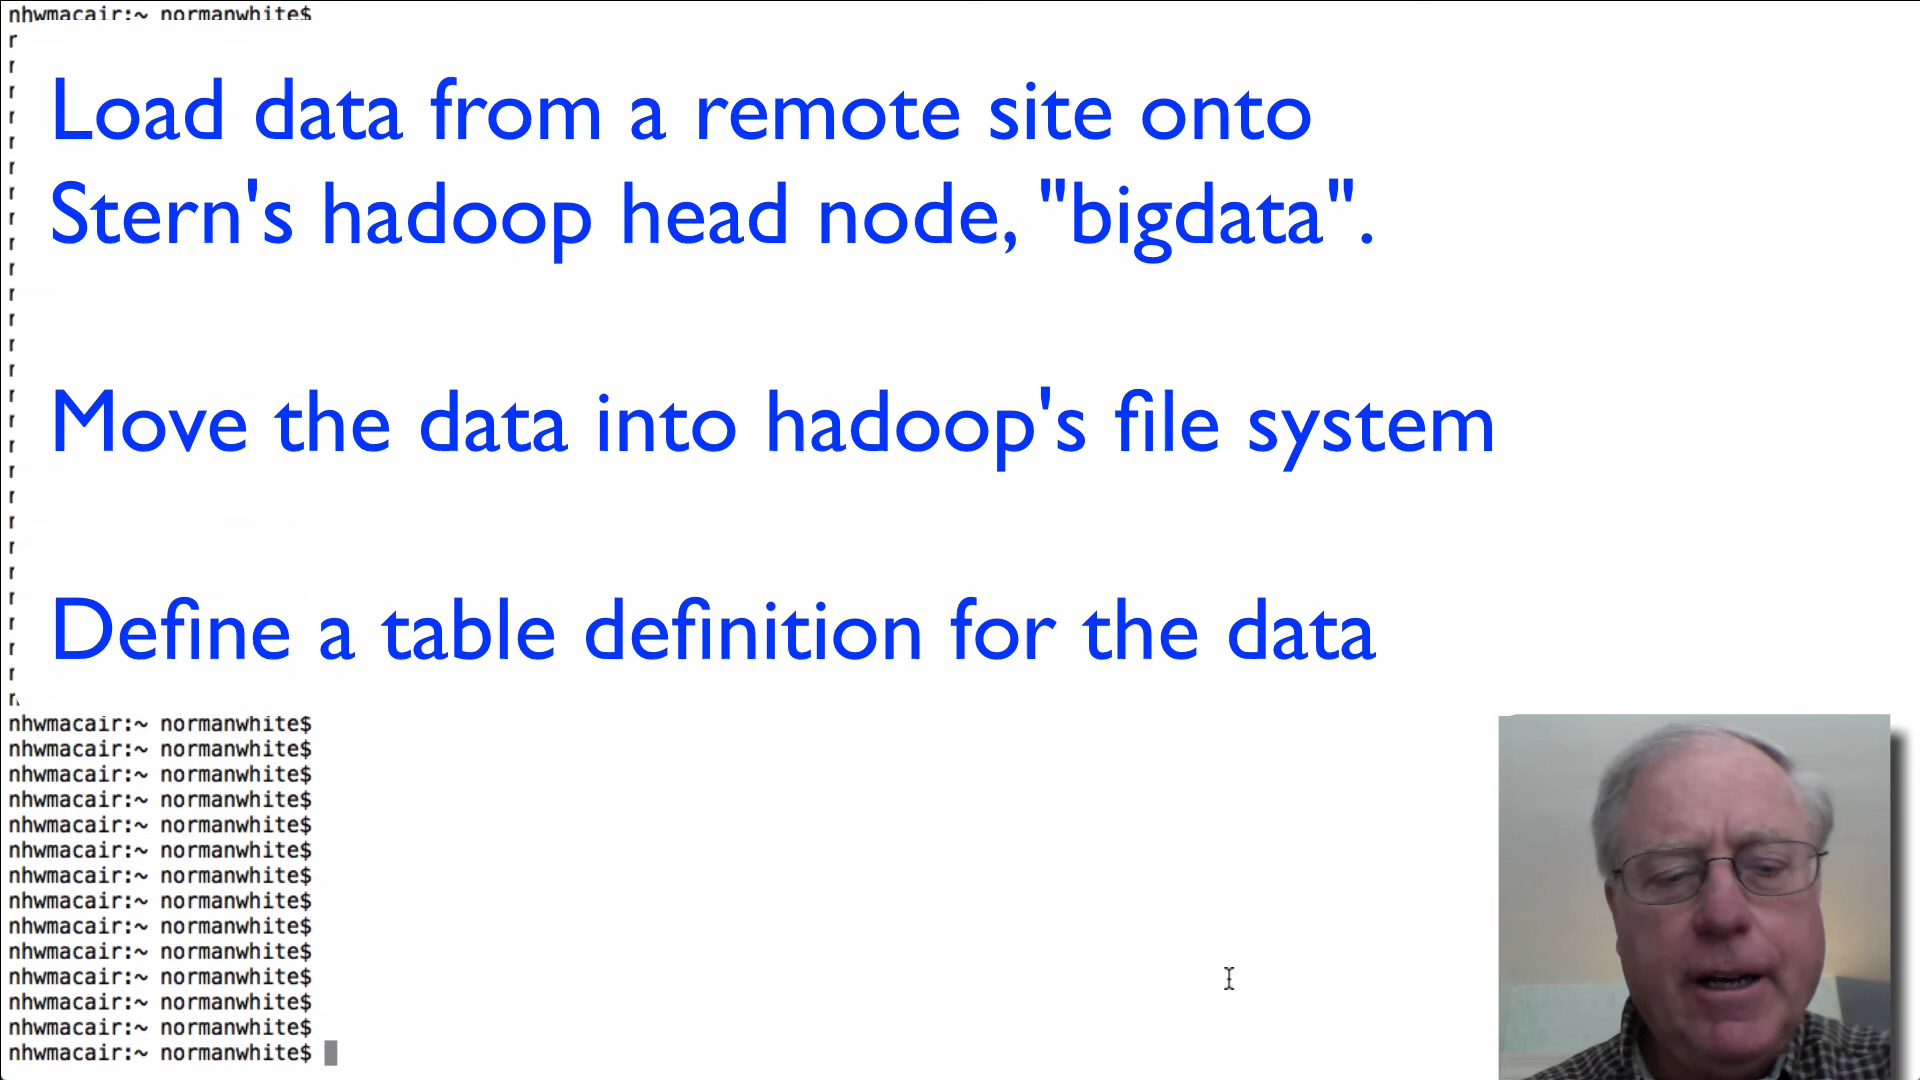 nhwmacair:~ normanwhite$
Load data from a remote site onto
Stern's hadoop head node, "bigdata".
Move the data into hadoop's file system
Define a table definition for the data
nhwmacair:~ normanwhite$
nhwmacair:~ normanwhite$
nhwmacair:~ normanwhite$
nhwmacair:~ normanwhite$
nhwmacair:~ normanwhite$
nhwmacair:~ normanwhite$
nhwmacair:~ normanwhite$
nhwmacair:~ normanwhite$
nhwmacair:~ normanwhite$
nhwmacair:~ normanwhite$
nhwmacair:~ normanwhite$
nhwmacair:~ normanwhite$
nhwmacair:~ normanwhite$
nhwmacair:~ normanwhite$